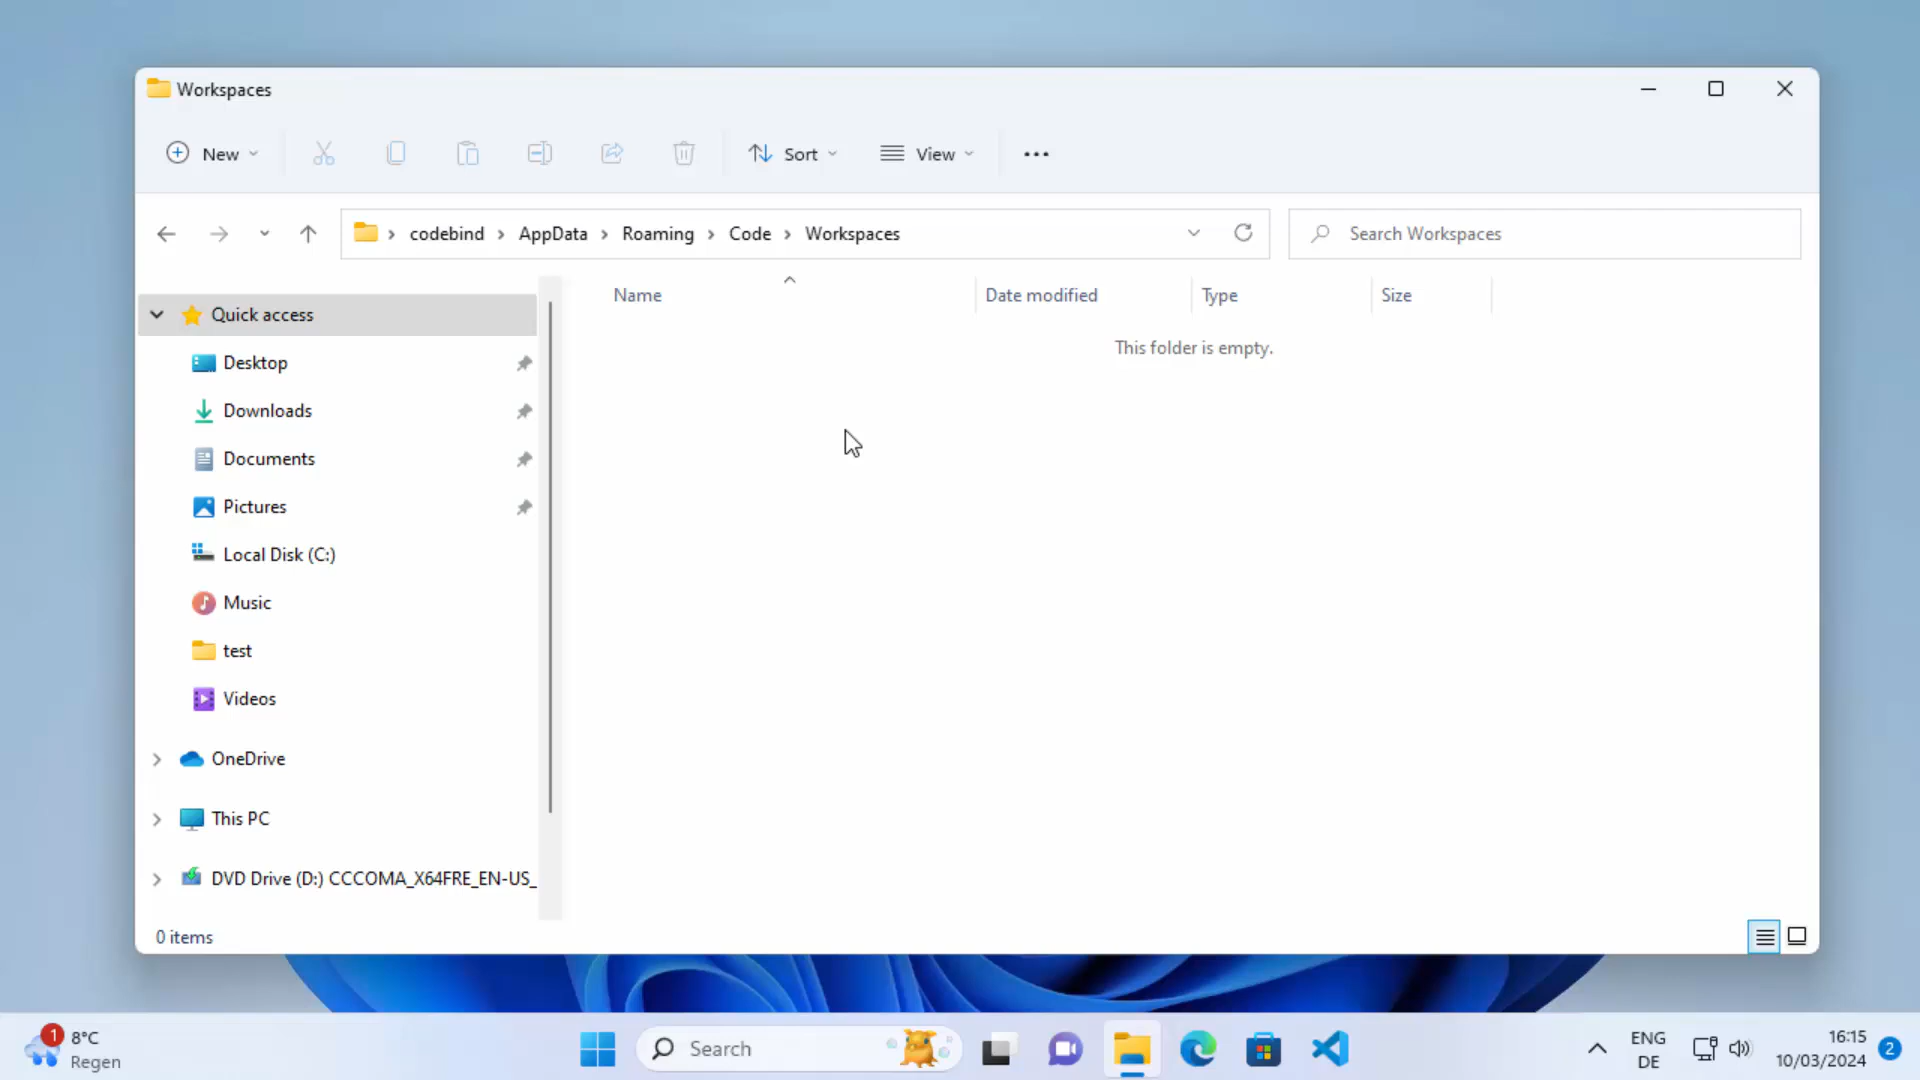 Workspaces
New
Sort
View
codebind
AppData
Roaming
Code
Workspaces
Search Workspaces
Name
Date modified
Type
Size
Quick access
This folder is empty.
Desktop
Downloads
Documents
Pictures
Local Disk (C:)
Music
test
Videos
OneDrive
This PC
DVD Drive (D:) CCCOMA_X64FRE_EN-US_
0 items
1
8°C
Regen
Search
ENG
DE
16:15
10/03/2024
2